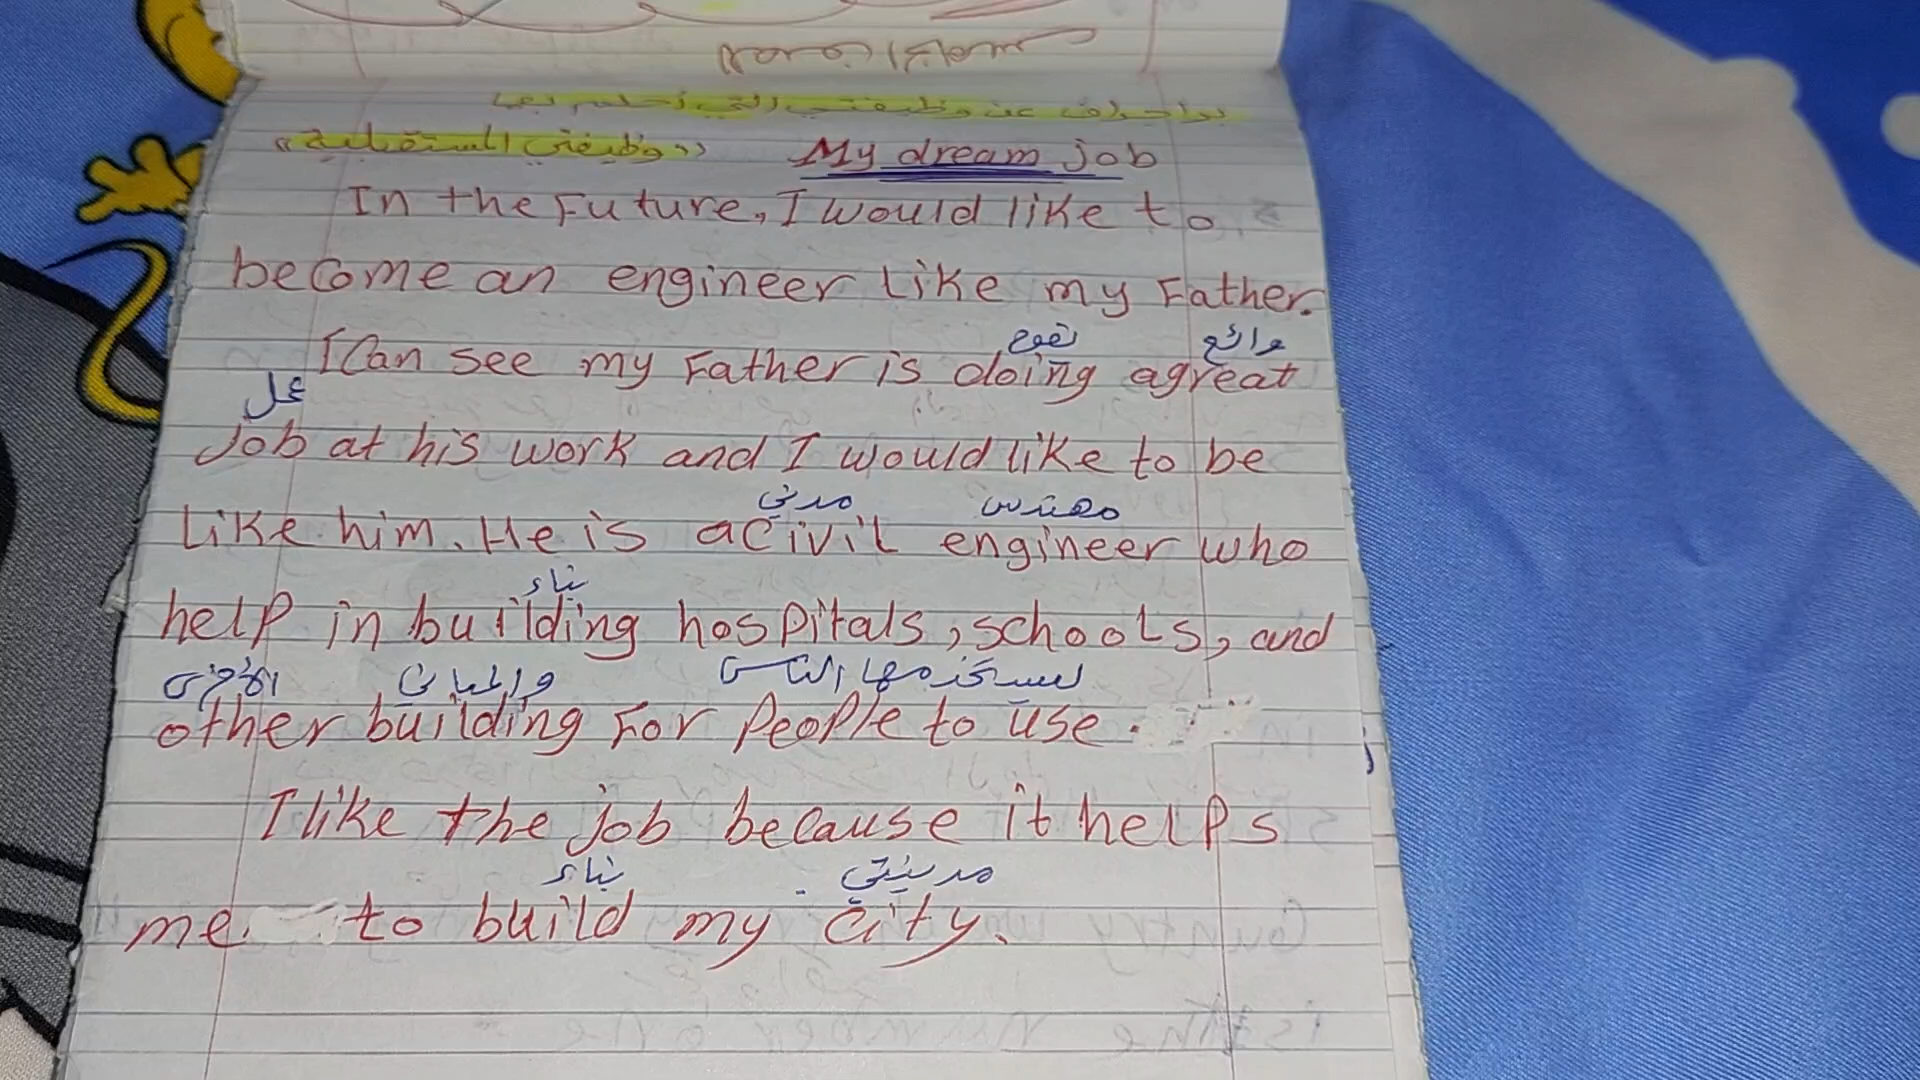 براجراف عن وظيفتي التي أحلم بها
My dream job «وظيفتي المستقبلية»
In the Future, I would like to
become an engineer like my Father.
تقوم رائع
I Can see my Father is doing a great
عمل
job at his work and I would like to be
مدني مهندس
like him. He is a Civil engineer who
بناء
help in building hospitals, schools, and
الأخرى والمباني ليستخدمها الناس
other building For People to use.
I like the job because it helps
بناء مدينتي
me to build my city.